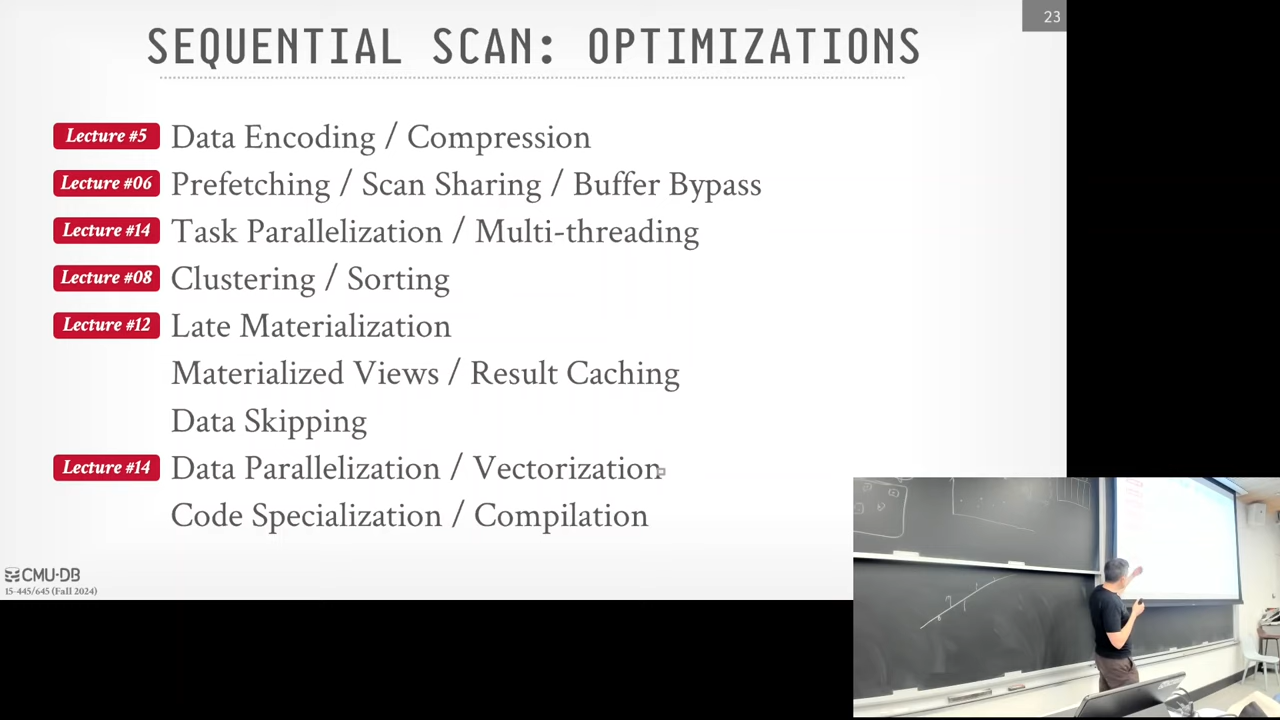 23
SEQUENTIAL SCAN: OPTIMIZATIONS
Lecture #5 Data Encoding / Compression
Lecture #06 Prefetching / Scan Sharing / Buffer Bypass
Lecture #14 Task Parallelization / Multi-threading
Lecture #08 Clustering / Sorting
Lecture #12 Late Materialization
Materialized Views / Result Caching
Data Skipping
Lecture #14 Data Parallelization / Vectorization
Code Specialization / Compilation
CMU·DB
15-445/645 (Fall 2024)